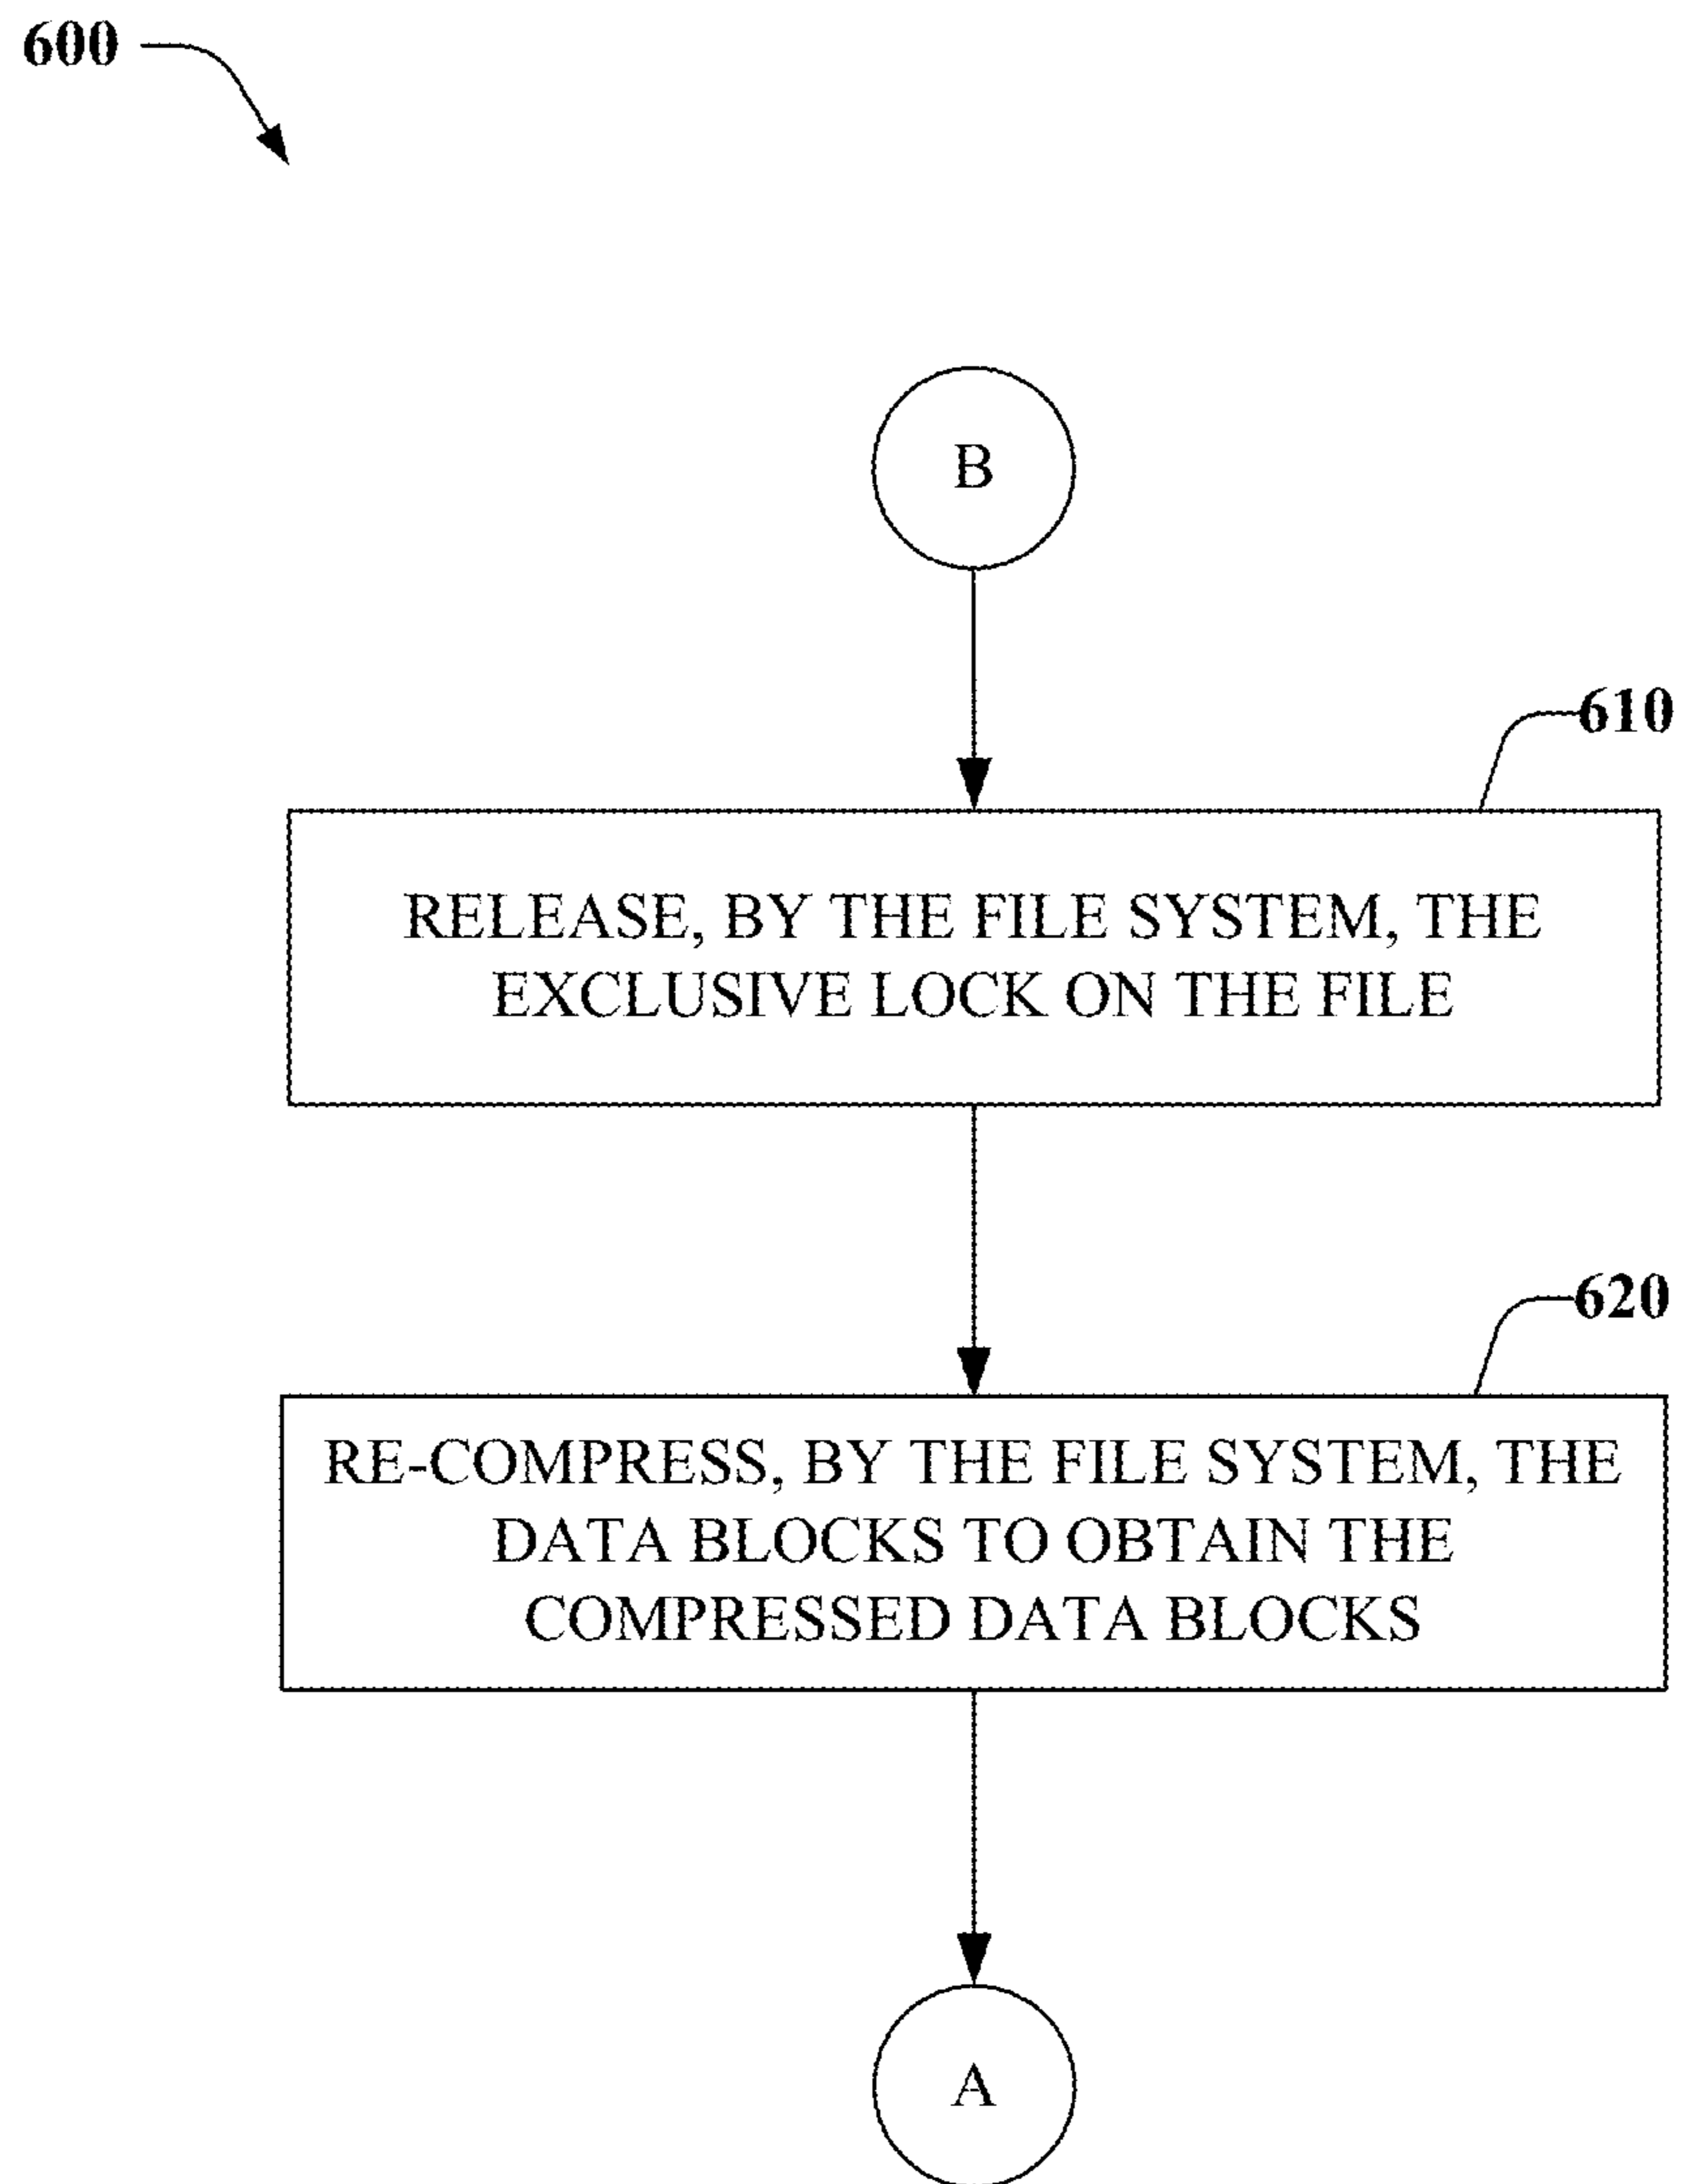 600
B
610
RELEASE, BY THE FILE SYSTEM, THE
EXCLUSIVE LOCK ON THE FILE
620
RE-COMPRESS, BY THE FILE SYSTEM, THE
DATA BLOCKS TO OBTAIN THE
COMPRESSED DATA BLOCKS
A